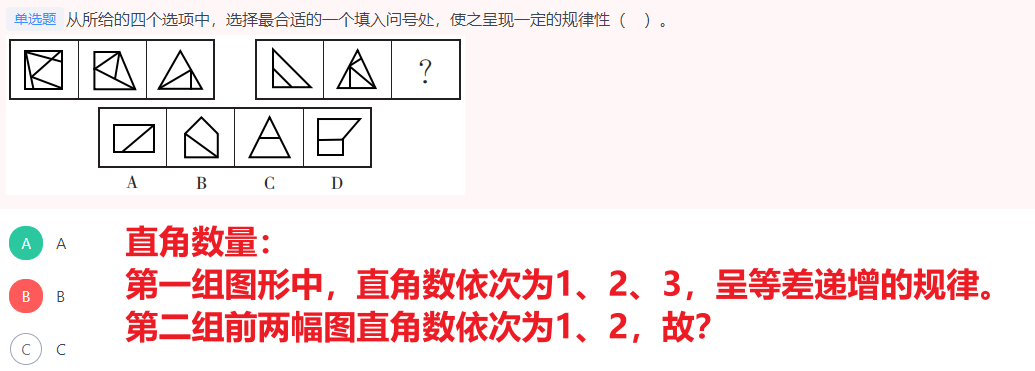 单选题 从所给的四个选项中，选择最合适的一个填入问号处，使之呈现一定的规律性（ ）。
?
A B C D
A A
直角数量：
B B
第一组图形中，直角数依次为1、2、3，呈等差递增的规律。
第二组前两幅图直角数依次为1、2，故?
C C